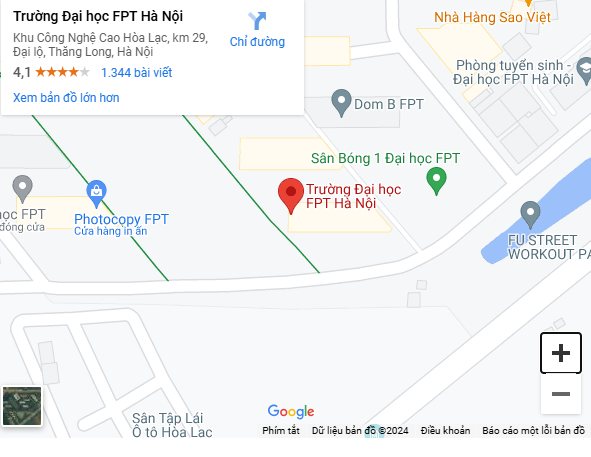 Trường Đại học FPT Hà Nội
Khu Công Nghệ Cao Hòa Lạc, km 29,
Đại lộ, Thăng Long, Hà Nội
4,1
1.344 bài viết
Xem bản đồ lớn hơn
Chỉ đường
Nhà Hàng Sao Việt
Phòng tuyển sinh -
Đại học FPT Hà Nội
Dom B FPT
Sân Bóng 1 Đại học FPT
Trường Đại học
FPT Hà Nội
ọc FPT
đóng cửa
Photocopy FPT
Cửa hàng in ấn
FU STREET
WORKOUT PA
Sân Tập Lái
Ô tô Hòa Lạc
Google
Phím tắt
Dữ liệu bản đồ ©2024
Điều khoản
Báo cáo một lỗi bản đồ